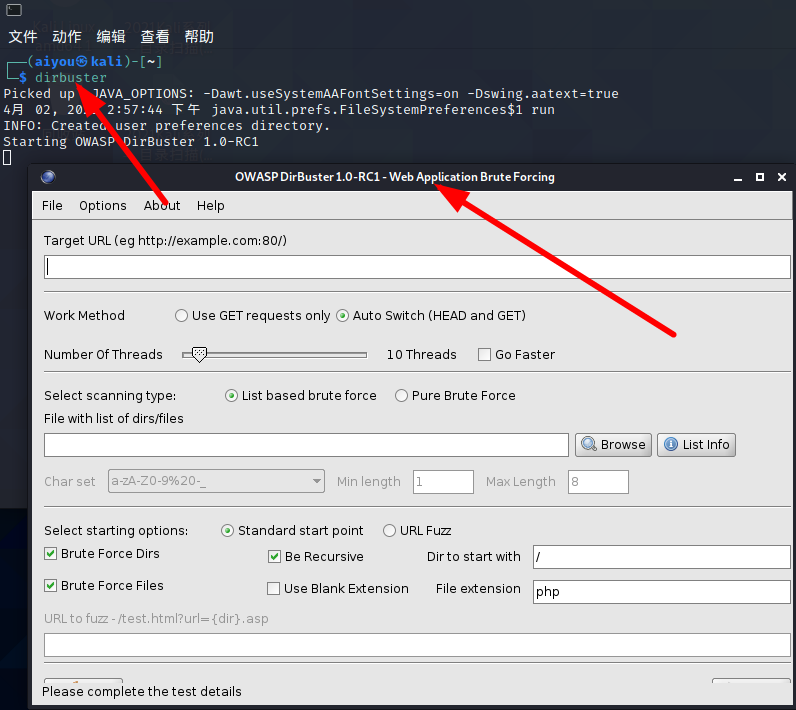 文件 动作 编辑 查看 帮助
(aiyou㉿kali)-[~]
$ dirbuster
Picked up JAVA_OPTIONS: -Dawt.useSystemAAFontSettings=on -Dswing.aatext=true
4月 02, 2:57:44 下午 java.util.prefs.FileSystemPreferences$1 run
INFO: Created user preferences directory.
Starting OWASP DirBuster 1.0-RC1
OWASP DirBuster 1.0-RC1 - Web Application Brute Forcing
File Options About Help
Target URL (eg http://example.com:80/)
Work Method Use GET requests only Auto Switch (HEAD and GET)
Number Of Threads 10 Threads Go Faster
Select scanning type: List based brute force Pure Brute Force
File with list of dirs/files
Browse List Info
Char set a-zA-Z0-9%20-_ Min length 1 Max Length 8
Select starting options: Standard start point URL Fuzz
Brute Force Dirs Be Recursive Dir to start with /
Brute Force Files Use Blank Extension File extension php
URL to fuzz - /test.html?url={dir}.asp
Please complete the test details